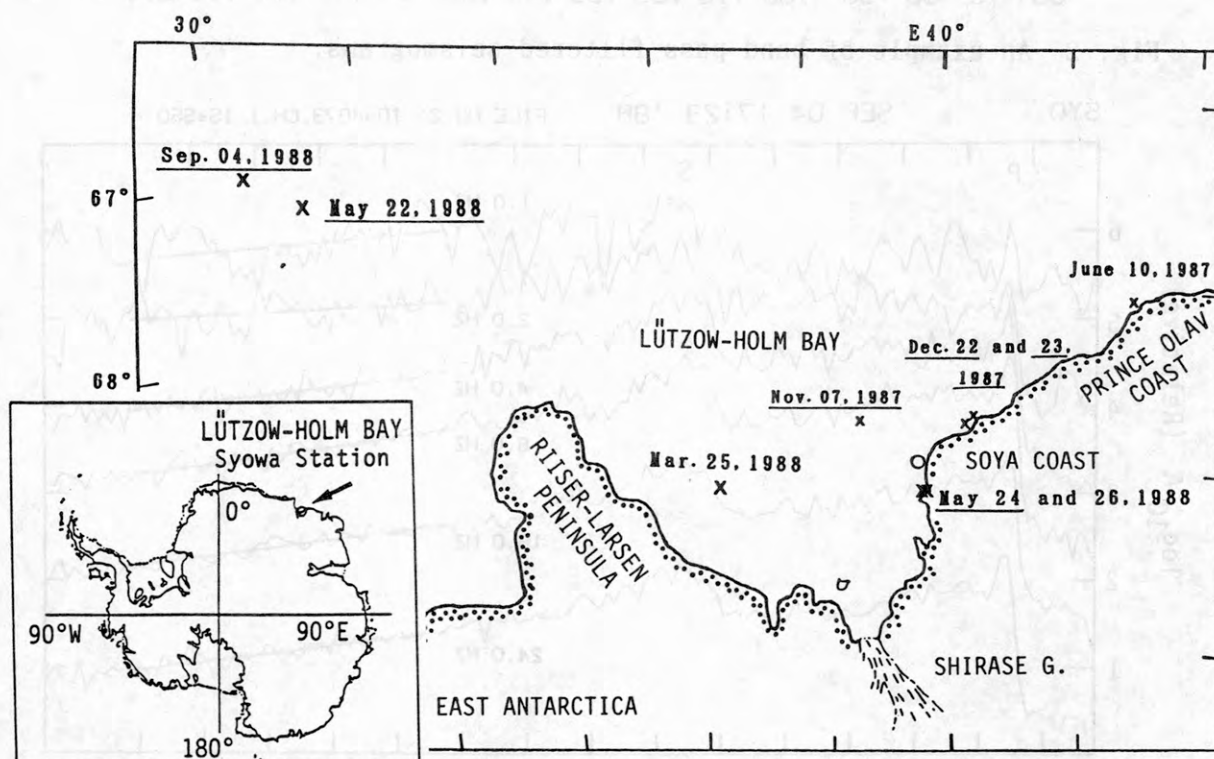 30°
E40°
Sep. 04, 1988
67°
May 22, 1988
June 10, 1987
LÜTZOW-HOLM BAY
Dec. 22 and 23,
1987
PRINCE OLAV
COAST
68°
Nov. 07, 1987
LÜTZOW-HOLM BAY
Syowa Station
0°
90°W
90°E
180°
RIISER-LARSEN
PENINSULA
Mar. 25, 1988
SOYA COAST
May 24 and 26, 1988
SHIRASE G.
EAST ANTARCTICA